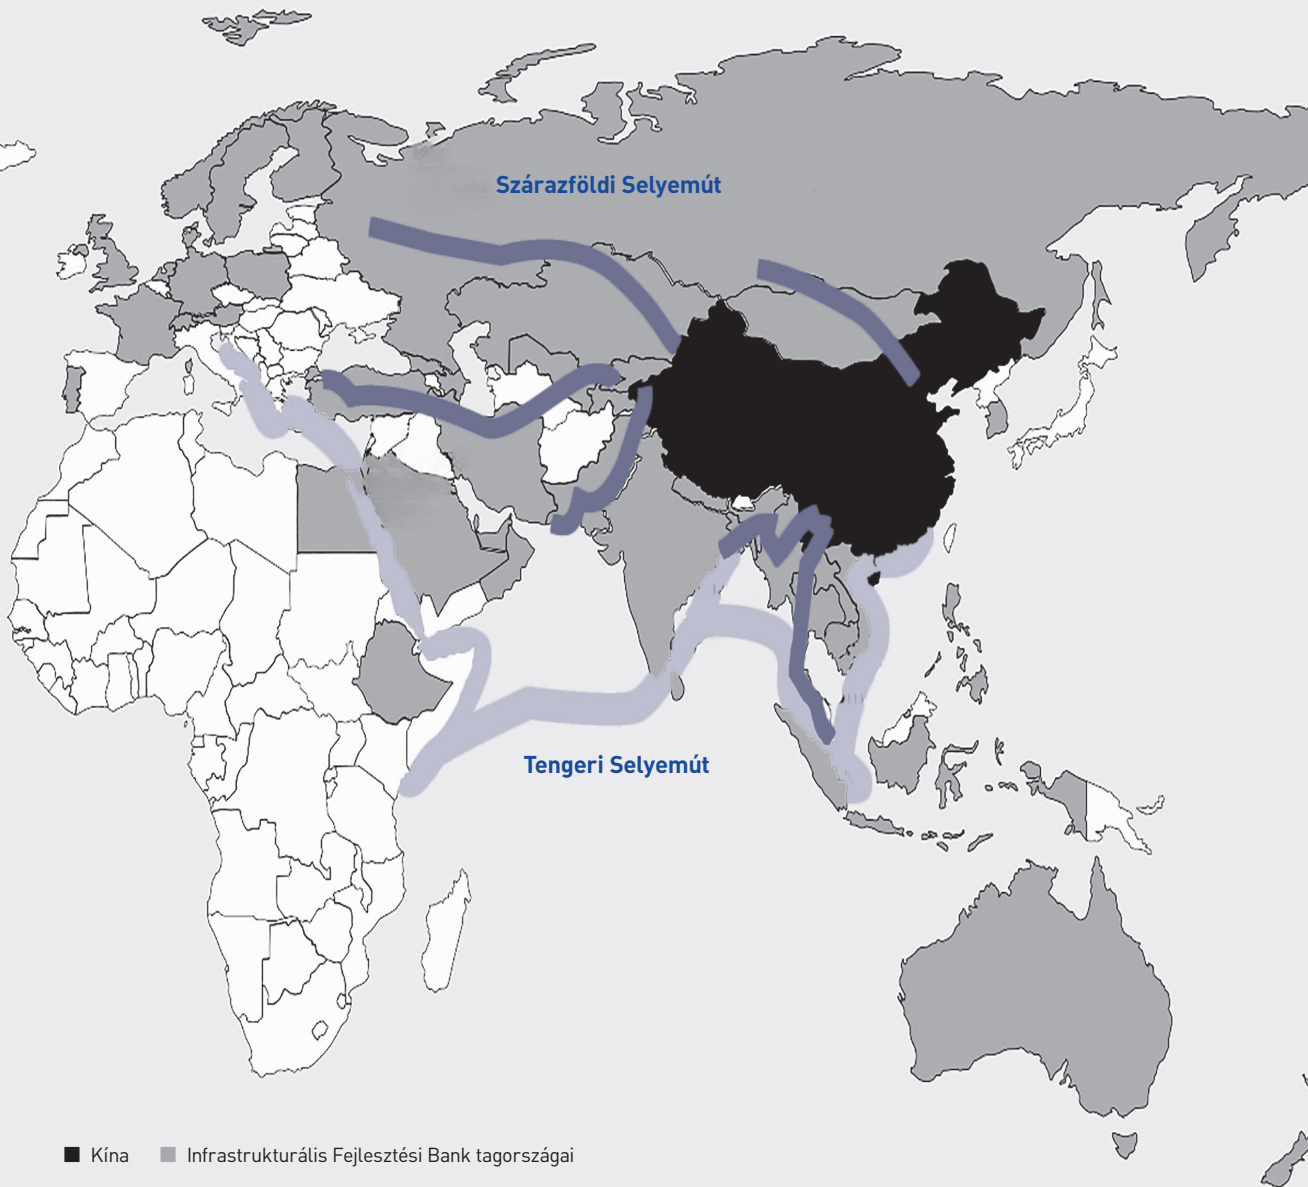 Szárazföldi Selyemút
Tengeri Selyemút
Kína
Infrastrukturális Fejlesztési Bank tagországai